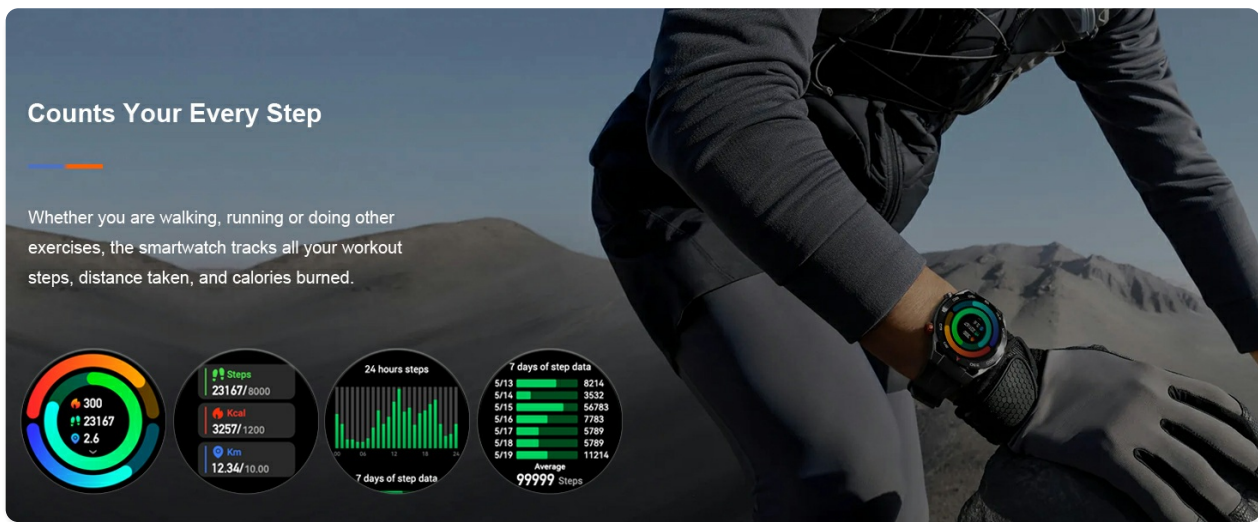 Counts Your Every Step
Whether you are walking, running or doing other
exercises, the smartwatch tracks all your workout
steps, distance taken, and calories burned.
300
23167
2.6
Steps
23167/8000
Kcal
3257/1200
Km
12.34/10.00
24 hours steps
00 06 12 18 24
7 days of step data
7 days of step data
5/13 8214
5/14 3532
5/15 56783
5/16 7783
5/17 5789
5/18 5789
5/19 11214
Average
99999 Steps